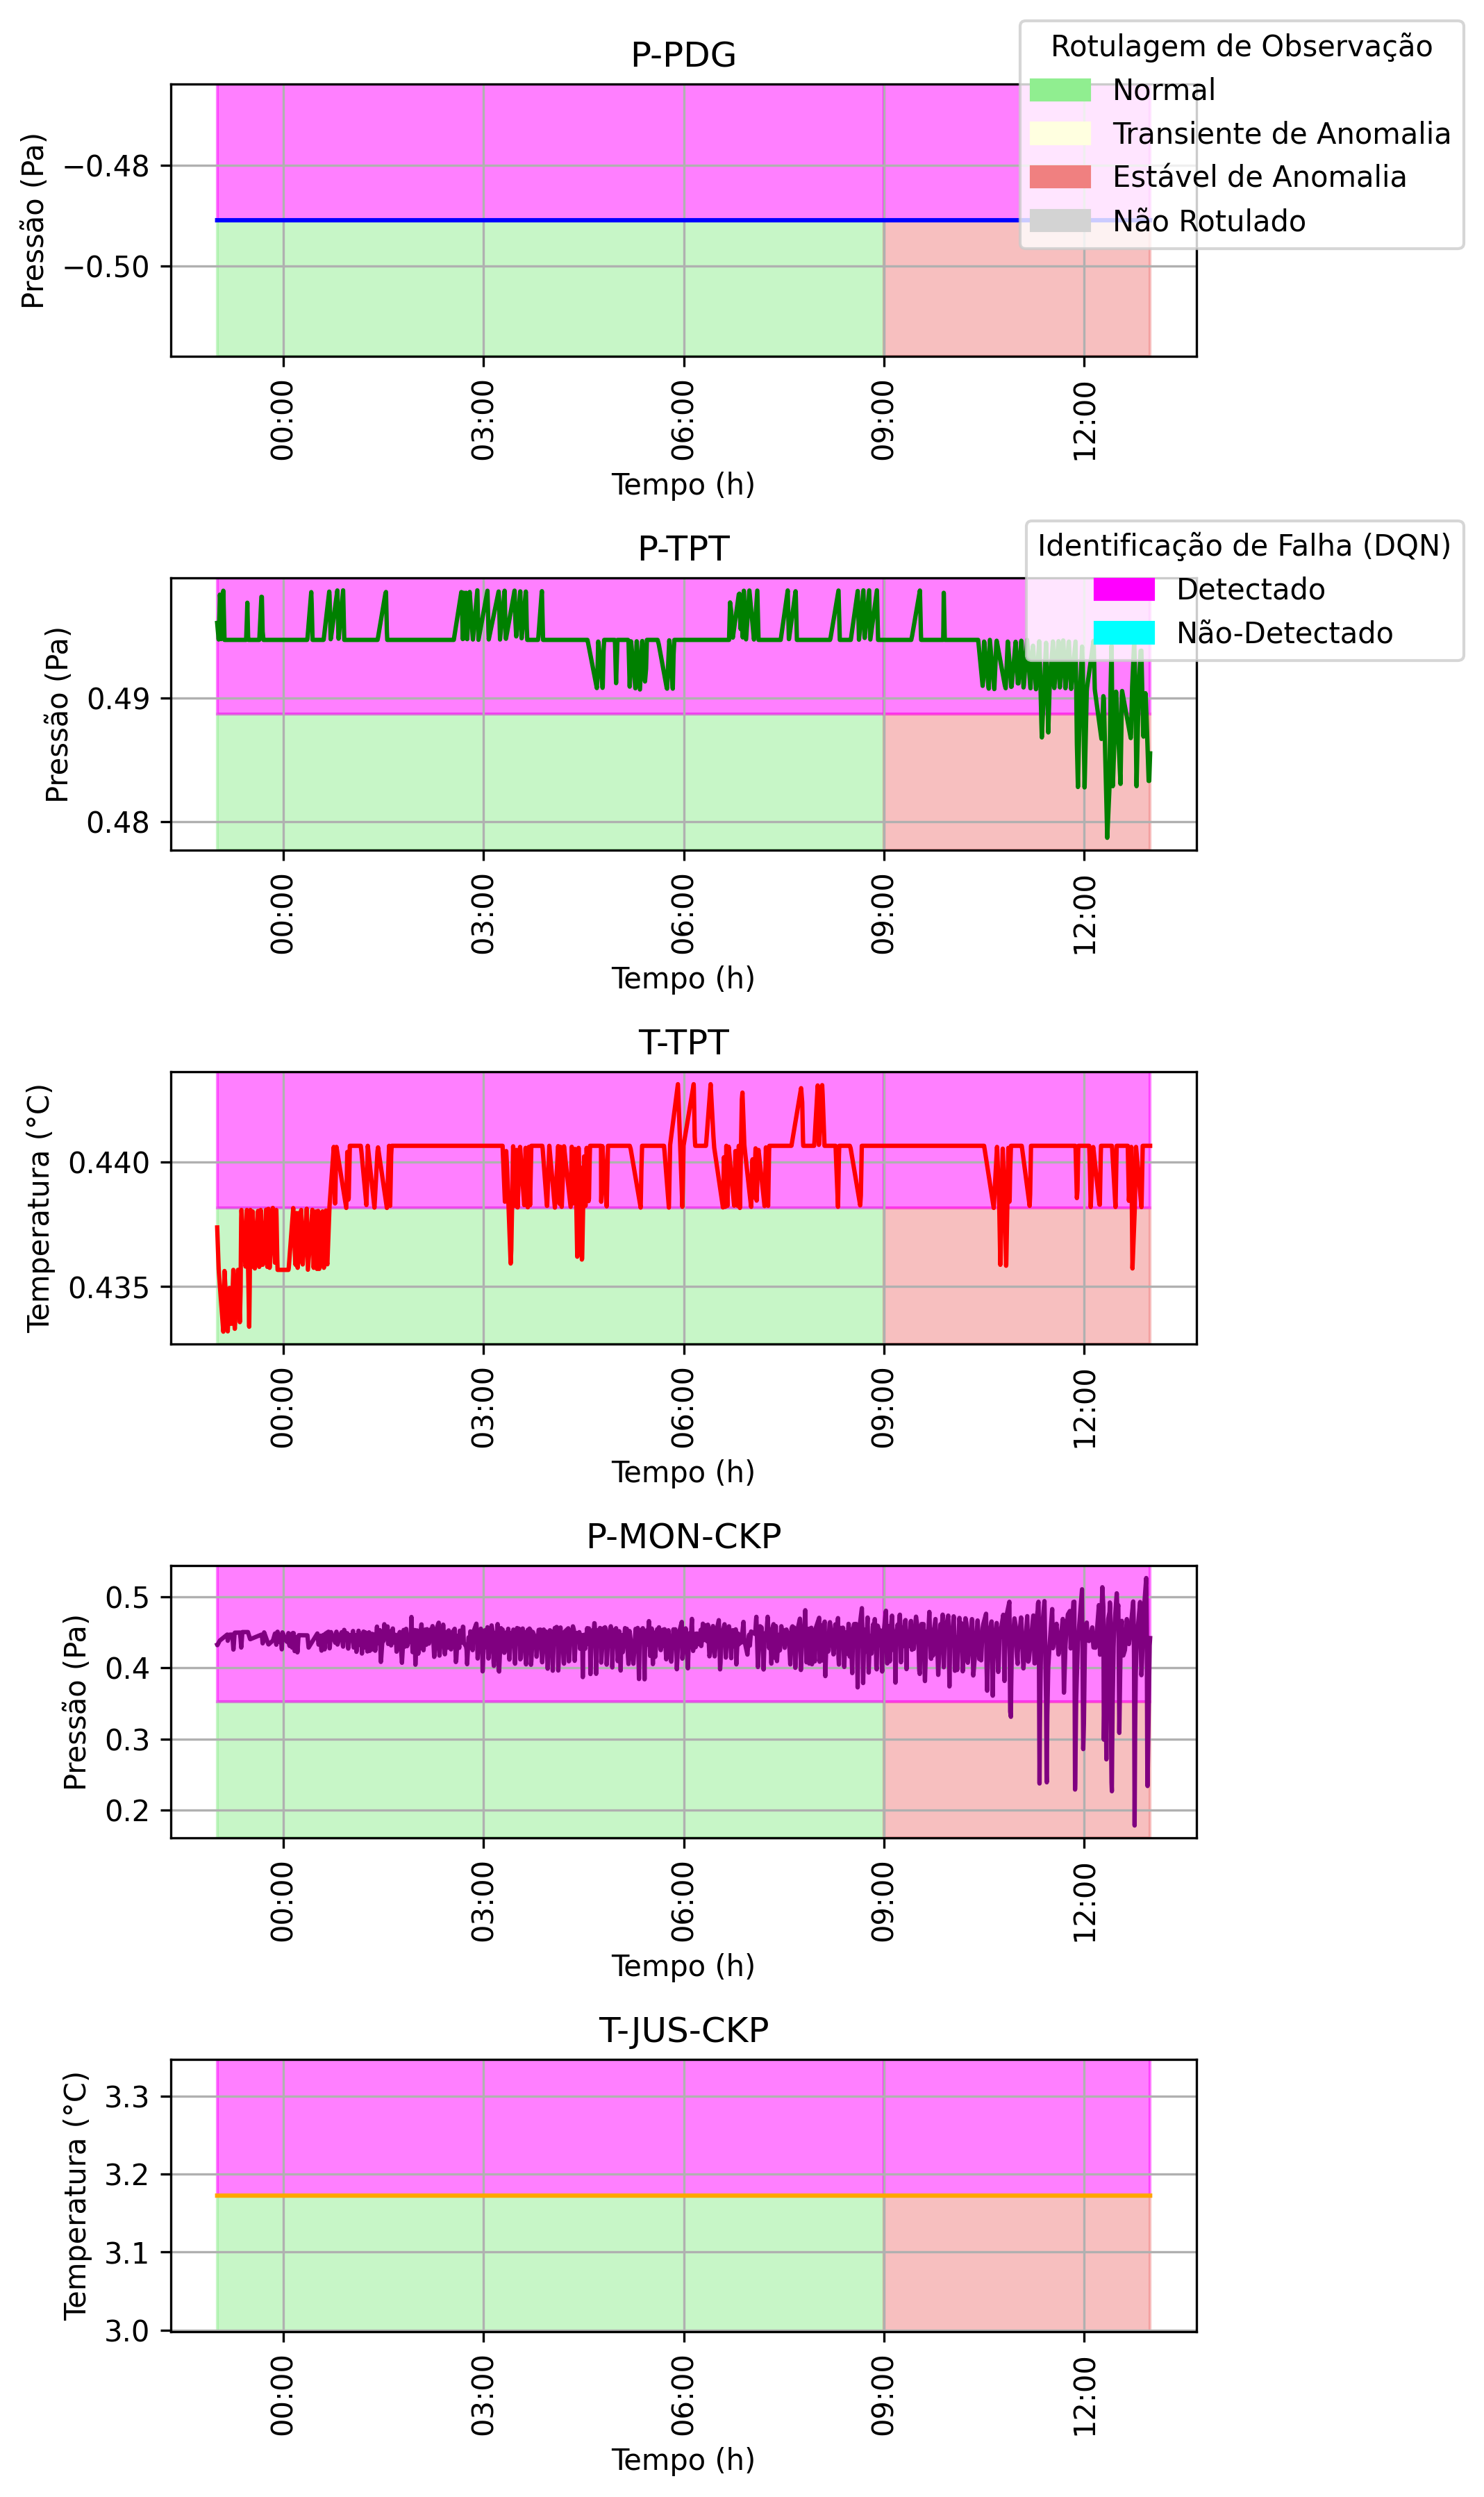 P-PDG
Rotulagem de Observação
Normal
Transiente de Anomalia
Estável de Anomalia
Não Rotulado
Pressão (Pa)
−0.48
−0.50
00:00
03:00
06:00
09:00
12:00
Tempo (h)
P-TPT
Identificação de Falha (DQN)
Detectado
Não-Detectado
Pressão (Pa)
0.49
0.48
00:00
03:00
06:00
09:00
12:00
Tempo (h)
T-TPT
Temperatura (°C)
0.440
0.435
00:00
03:00
06:00
09:00
12:00
Tempo (h)
P-MON-CKP
Pressão (Pa)
0.5
0.4
0.3
0.2
00:00
03:00
06:00
09:00
12:00
Tempo (h)
T-JUS-CKP
Temperatura (°C)
3.3
3.2
3.1
3.0
00:00
03:00
06:00
09:00
12:00
Tempo (h)